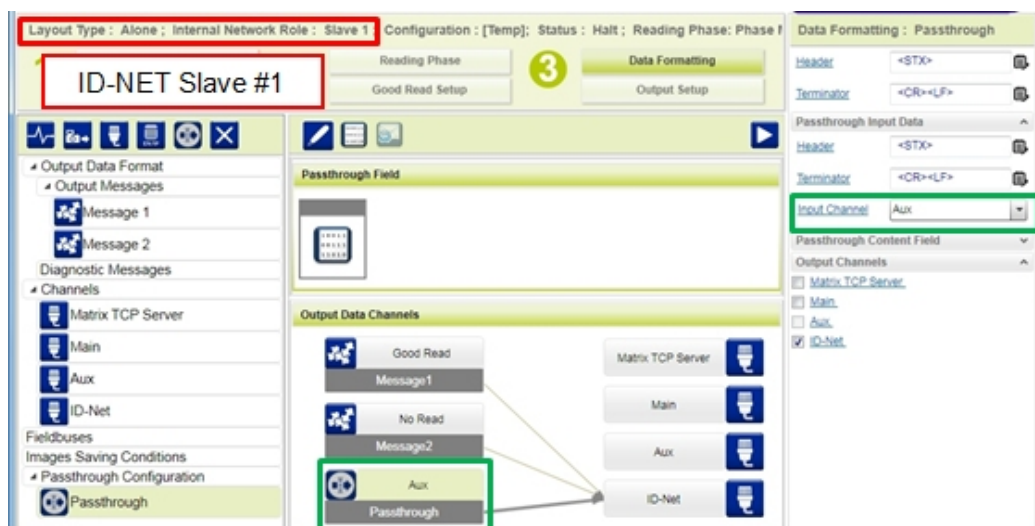 Layout Type : Alone ; Internal Network Role : Slave 1 ; Configuration : [Temp]; Status : Halt ; Reading Phase: Phase
ID-NET Slave #1
Reading Phase
Good Read Setup
3
Data Formatting
Output Setup
Output Data Format
Output Messages
Message 1
Message 2
Diagnostic Messages
Channels
Matrix TCP Server
Main
Aux
ID-Net
Fieldbuses
Images Saving Conditions
Passthrough Configuration
Passthrough
Passthrough Field
Output Data Channels
Good Read
Message1
No Read
Message2
Aux
Passthrough
Matrix TCP Server
Main
Aux
ID-Net
Data Formatting : Passthrough
Header <STX>
Terminator <CR><LF>
Passthrough Input Data
Header <STX>
Terminator <CR><LF>
Input Channel Aux
Passthrough Content Field
Output Channels
Matrix TCP Server
Main
Aux
ID-Net